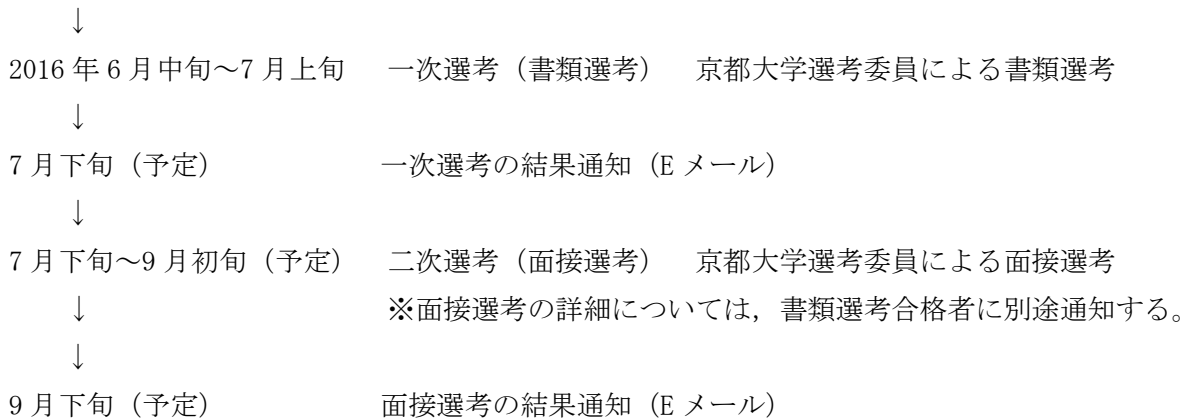 ↓
2016 年 6 月中旬～7 月上旬 一次選考（書類選考） 京都大学選考委員による書類選考
↓
7 月下旬（予定） 一次選考の結果通知（E メール）
↓
7 月下旬～9 月初旬（予定） 二次選考（面接選考） 京都大学選考委員による面接選考
↓ ※面接選考の詳細については，書類選考合格者に別途通知する。
↓
9 月下旬（予定） 面接選考の結果通知（E メール）